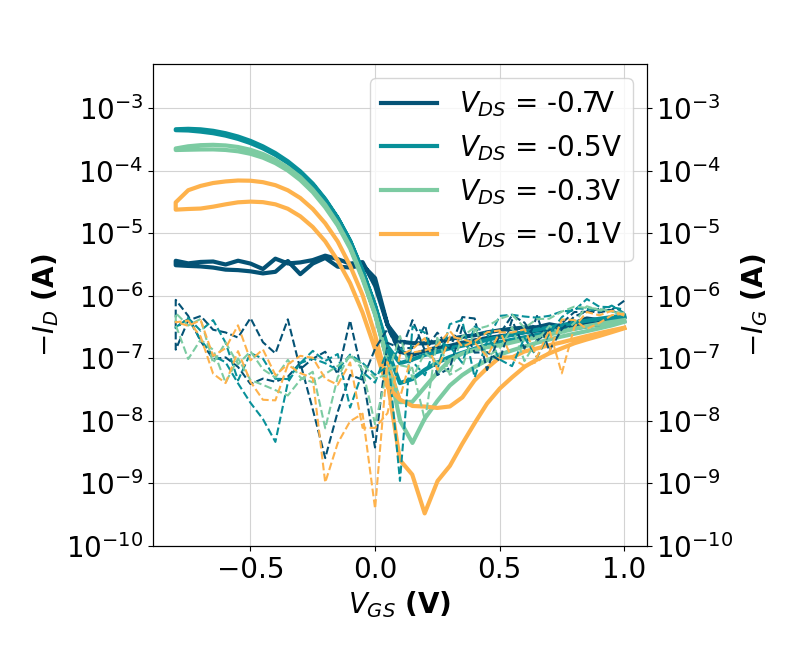 V_DS = -0.7V
V_DS = -0.5V
V_DS = -0.3V
V_DS = -0.1V
10^{-3}
10^{-4}
10^{-5}
10^{-6}
10^{-7}
10^{-8}
10^{-9}
10^{-10}
−I_D (A)
10^{-3}
10^{-4}
10^{-5}
10^{-6}
10^{-7}
10^{-8}
10^{-9}
10^{-10}
−I_G (A)
−0.5 0.0 0.5 1.0
V_GS (V)